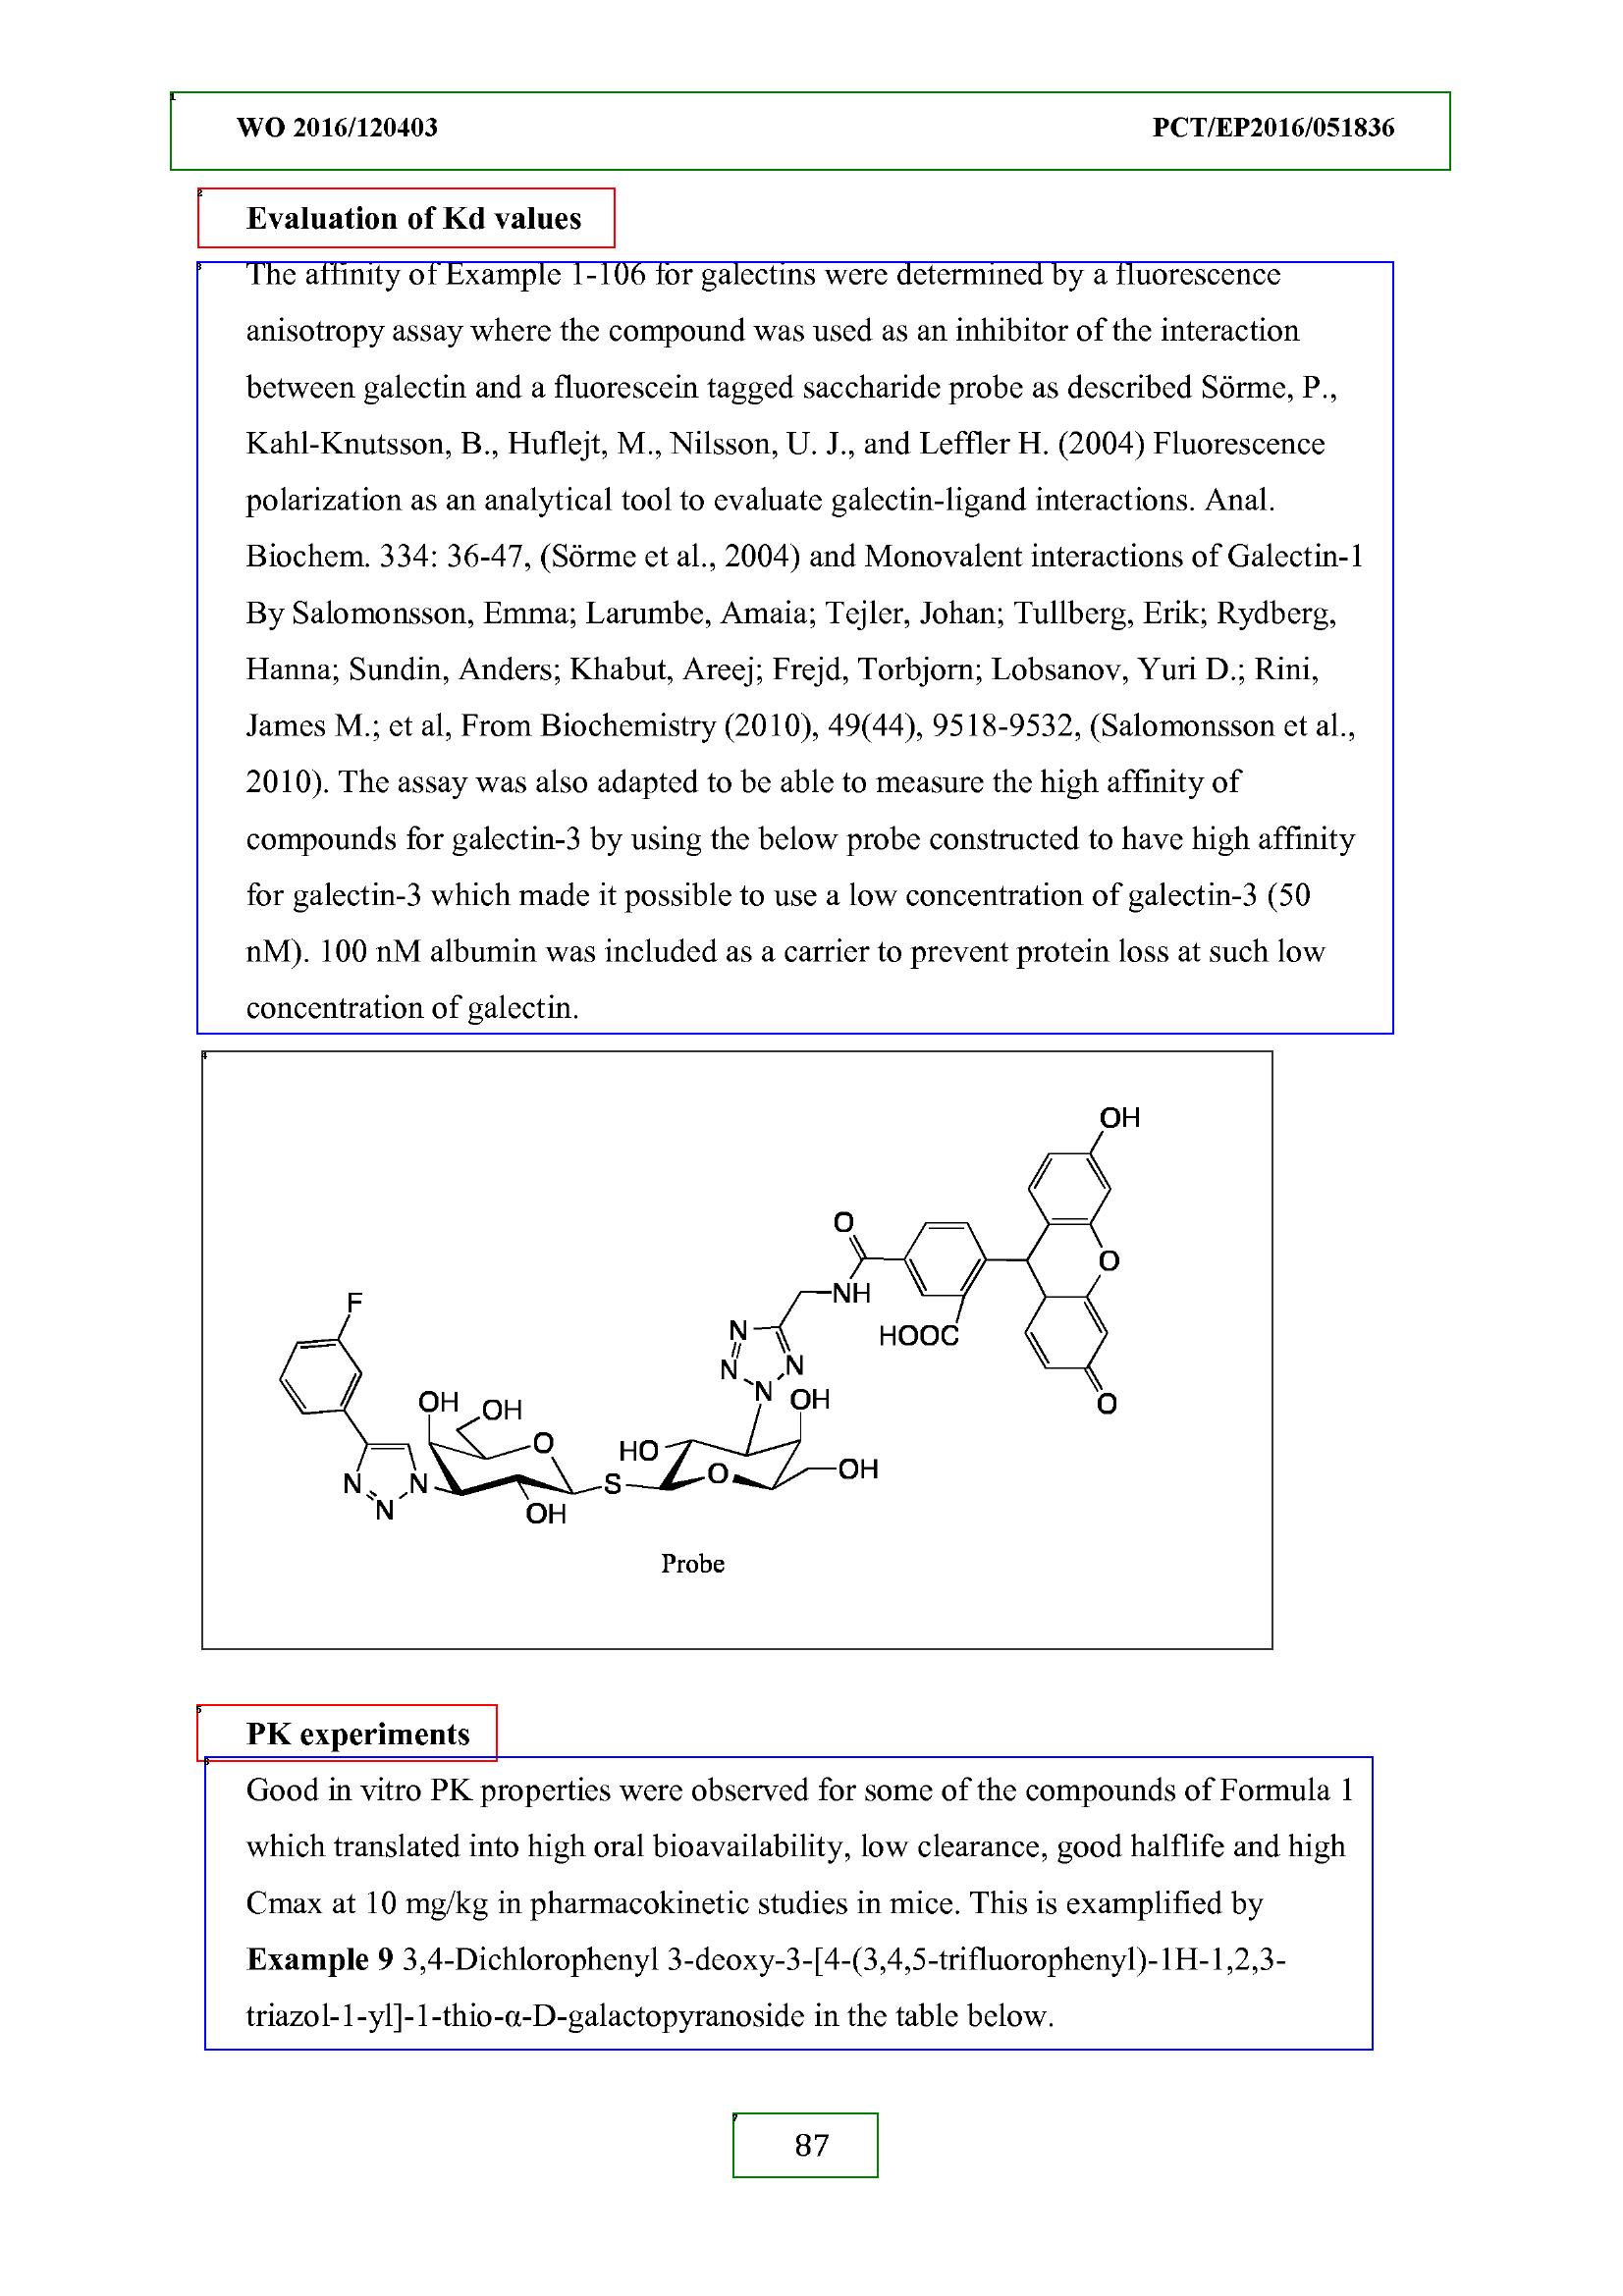 WO 2016/120403 PCT/EP2016/051836
Evaluation of Kd values
The affinity of Example 1-106 for galectins were determined by a fluorescence
anisotropy assay where the compound was used as an inhibitor of the interaction
between galectin and a fluorescein tagged saccharide probe as described Sörme, P.,
Kahl-Knutsson, B., Huflejt, M., Nilsson, U. J., and Leffler H. (2004) Fluorescence
polarization as an analytical tool to evaluate galectin-ligand interactions. Anal.
Biochem. 334: 36-47, (Sörme et al., 2004) and Monovalent interactions of Galectin-1
By Salomonsson, Emma; Larumbe, Amaia; Tejler, Johan; Tullberg, Erik; Rydberg,
Hanna; Sundin, Anders; Khabut, Areej; Frejd, Torbjorn; Lobsanov, Yuri D.; Rini,
James M.; et al, From Biochemistry (2010), 49(44), 9518-9532, (Salomonsson et al.,
2010). The assay was also adapted to be able to measure the high affinity of
compounds for galectin-3 by using the below probe constructed to have high affinity
for galectin-3 which made it possible to use a low concentration of galectin-3 (50
nM). 100 nM albumin was included as a carrier to prevent protein loss at such low
concentration of galectin.
OH
O
O
NH
F
N
HOOC
N
N
N
OH
O
OH
OH
O
HO
O
OH
N
N
S
N
OH
Probe
PK experiments
Good in vitro PK properties were observed for some of the compounds of Formula 1
which translated into high oral bioavailability, low clearance, good halflife and high
Cmax at 10 mg/kg in pharmacokinetic studies in mice. This is examplified by
Example 9 3,4-Dichlorophenyl 3-deoxy-3-[4-(3,4,5-trifluorophenyl)-1H-1,2,3-
triazol-1-yl]-1-thio-α-D-galactopyranoside in the table below.
87